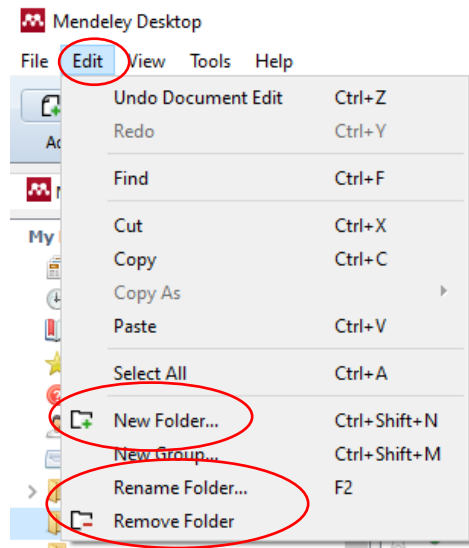 Mendeley Desktop
File Edit View Tools Help
Undo Document Edit Ctrl+Z
Redo Ctrl+Y
Find Ctrl+F
Cut Ctrl+X
Copy Ctrl+C
Copy As
Paste Ctrl+V
Select All Ctrl+A
My
New Folder... Ctrl+Shift+N
New Group... Ctrl+Shift+M
Rename Folder... F2
Remove Folder